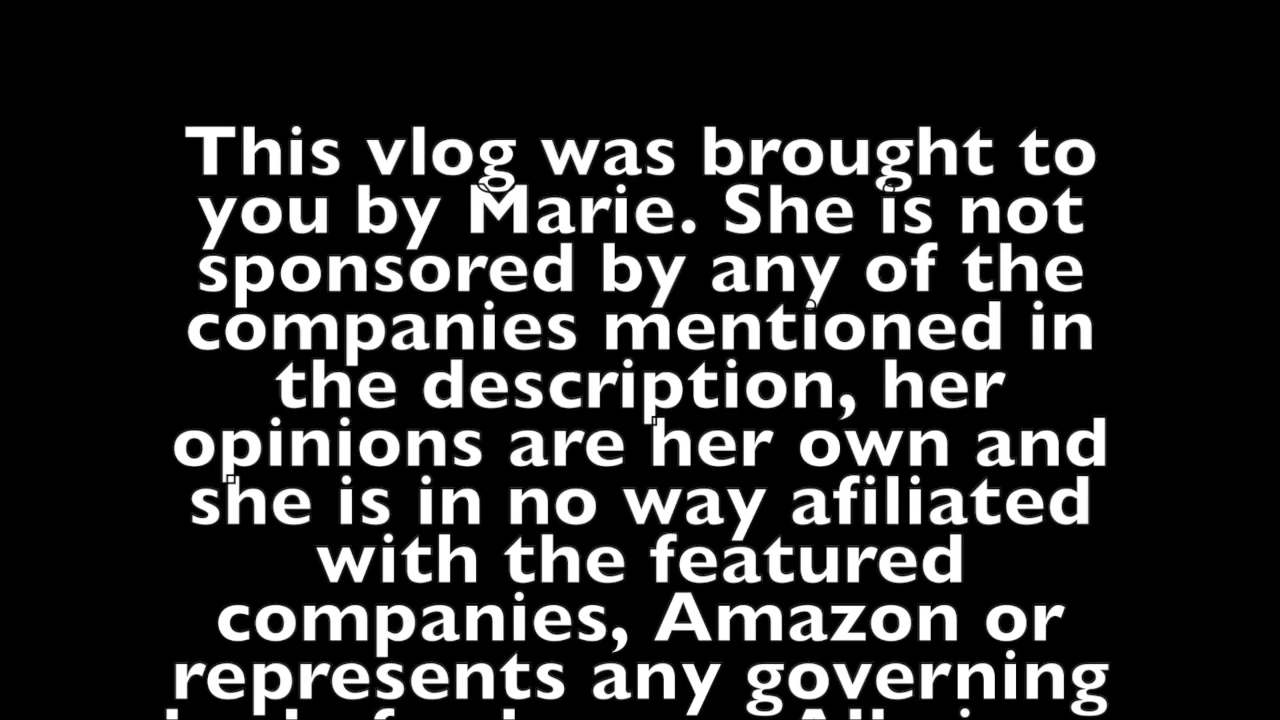 This vlog was brought to
you by Marie. She is not
sponsored by any of the
companies mentioned in
the description, her
opinions are her own and
she is in no way afiliated
with the featured
companies, Amazon or
represents any governing